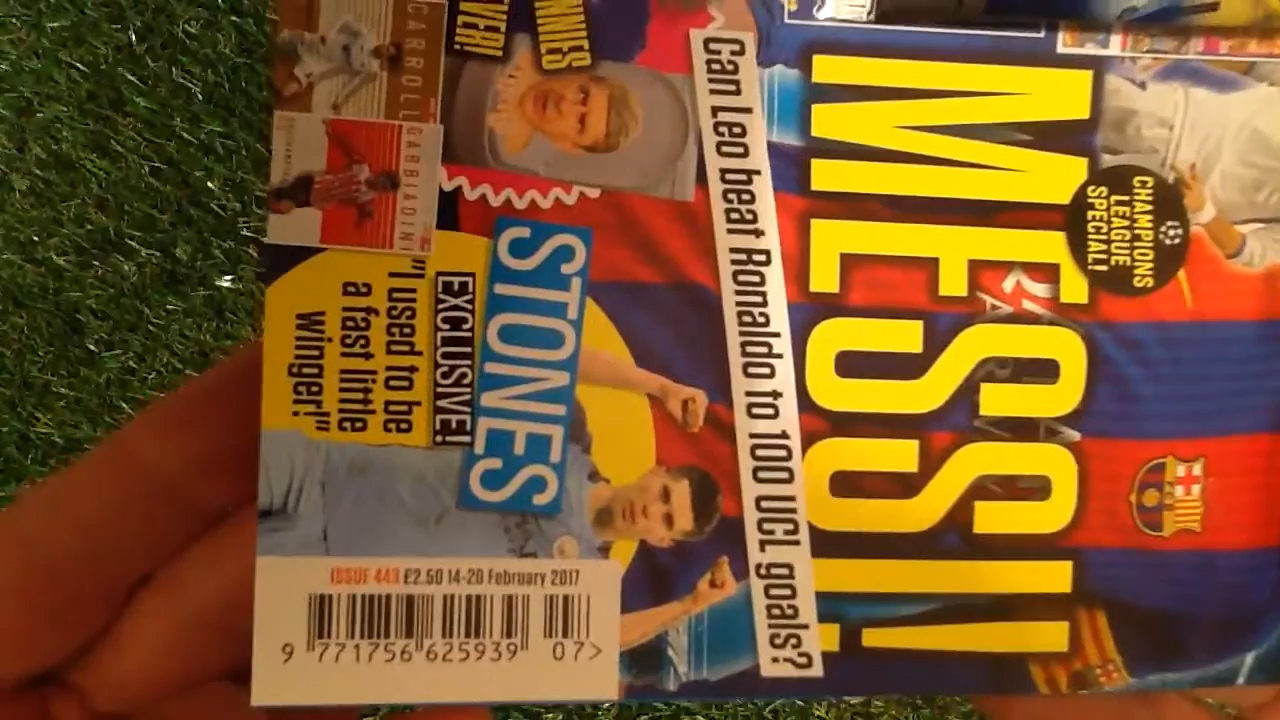 CHAMPIONS
LEAGUE
SPECIAL!
MESSI!
Can Leo beat Ronaldo to 100 UCL goals?
EVER!
STONES
EXCLUSIVE!
"I used to be
a fast little
winger!"
CARROLL
GABBIADINI
ISSUE 443 £2.50 14-20 February 2017
9 771756 625939 07>